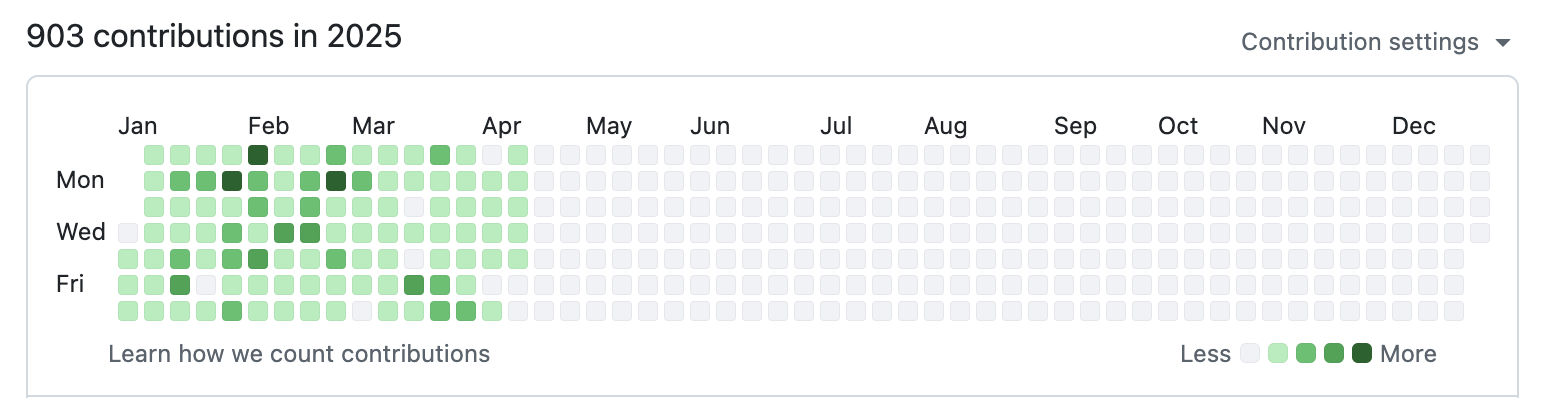 903 contributions in 2025
Contribution settings
Jan Feb Mar Apr May Jun Jul Aug Sep Oct Nov Dec
Mon
Wed
Fri
Learn how we count contributions
Less More